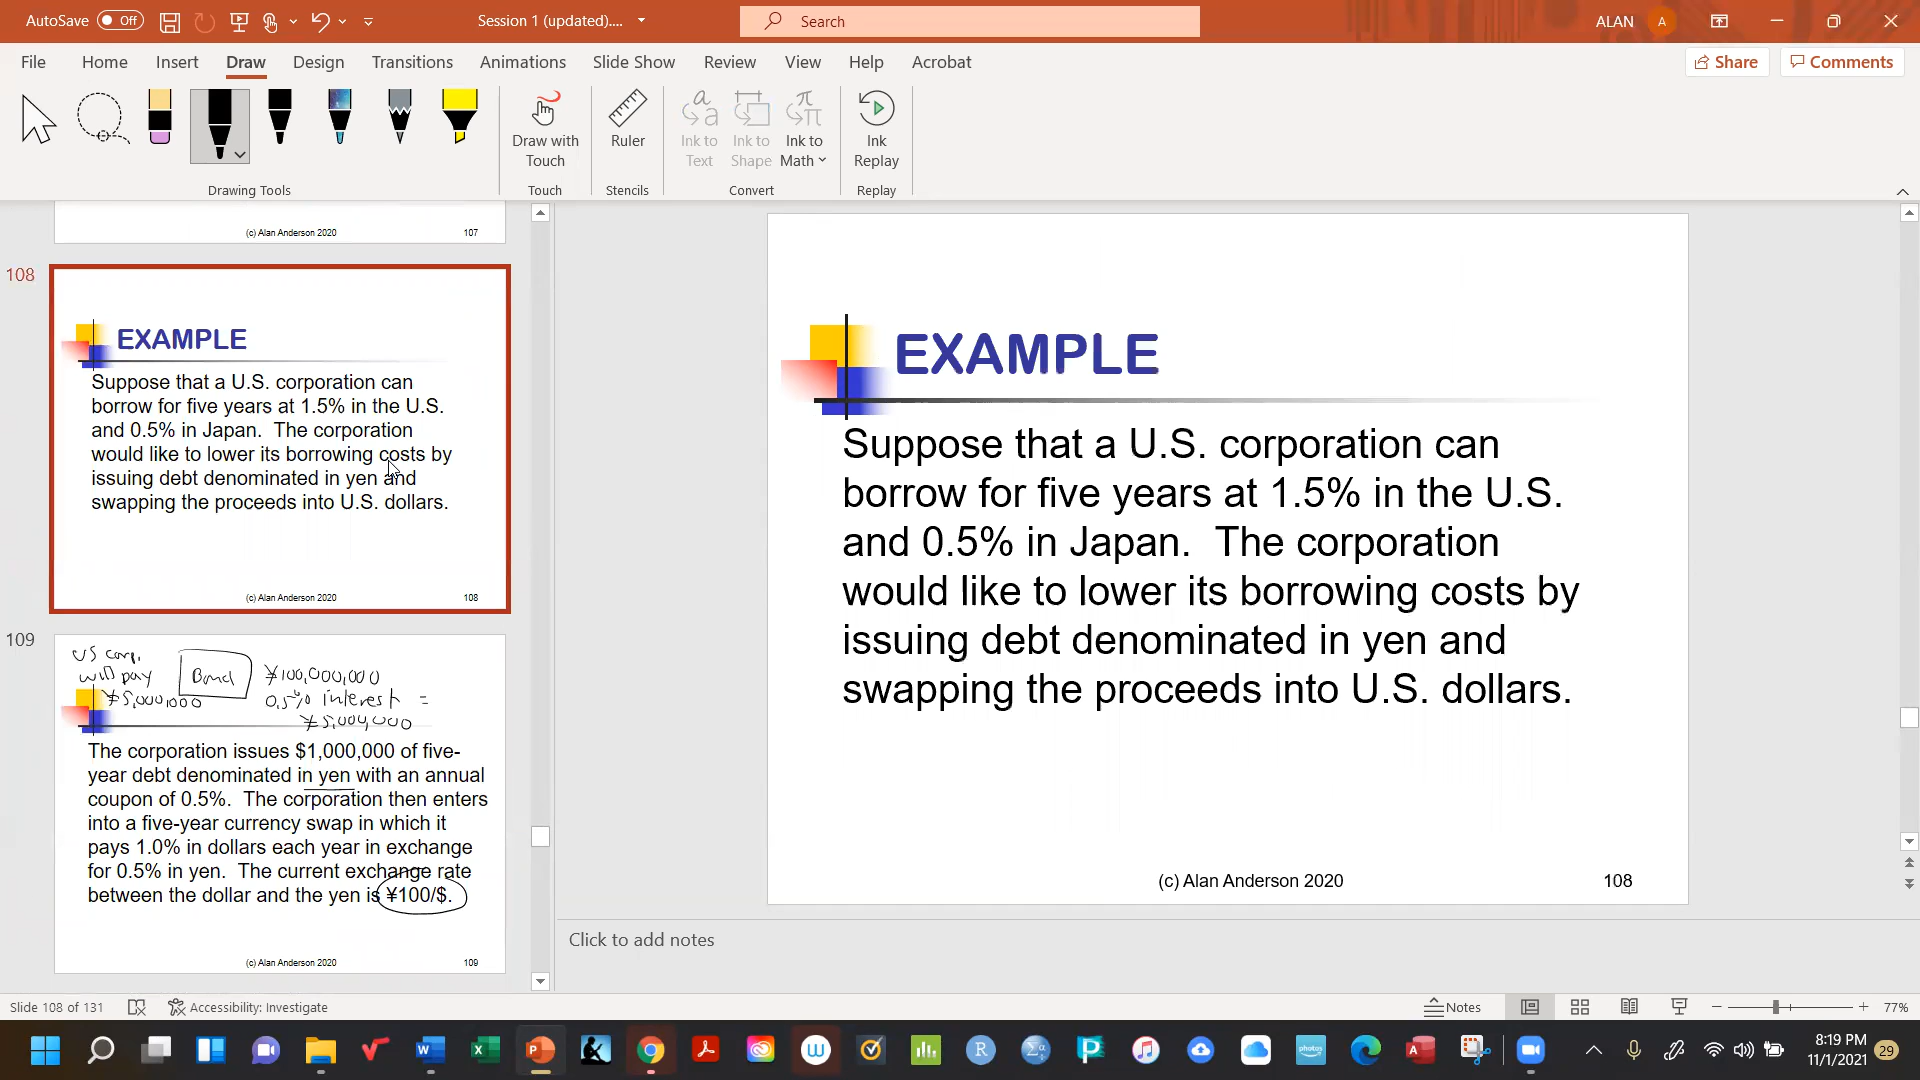 AutoSave Off
Session 1 (updated)....
Search
ALAN A
File Home Insert Draw Design Transitions Animations Slide Show Review View Help Acrobat
Share Comments
Draw with Touch
Ruler
Ink to Text
Ink to Shape
Ink to Math
Ink Replay
Drawing Tools Touch Stencils Convert Replay
(c) Alan Anderson 2020 107
108
EXAMPLE
Suppose that a U.S. corporation can
borrow for five years at 1.5% in the U.S.
and 0.5% in Japan. The corporation
would like to lower its borrowing costs by
issuing debt denominated in yen and
swapping the proceeds into U.S. dollars.
(c) Alan Anderson 2020 108
109
US corp.
will pay
¥5,000,000
Bond
¥100,000,000
0.5% interest =
¥5,000,000
The corporation issues $1,000,000 of five-
year debt denominated in yen with an annual
coupon of 0.5%. The corporation then enters
into a five-year currency swap in which it
pays 1.0% in dollars each year in exchange
for 0.5% in yen. The current exchange rate
between the dollar and the yen is ¥100/$.
(c) Alan Anderson 2020 109
EXAMPLE
Suppose that a U.S. corporation can
borrow for five years at 1.5% in the U.S.
and 0.5% in Japan. The corporation
would like to lower its borrowing costs by
issuing debt denominated in yen and
swapping the proceeds into U.S. dollars.
(c) Alan Anderson 2020 108
Click to add notes
Slide 108 of 131 Accessibility: Investigate
Notes 77%
8:19 PM
11/1/2021 29